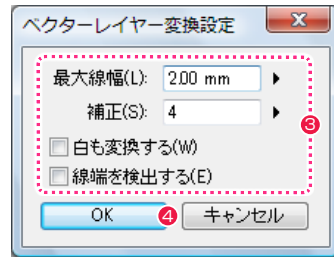 ベクターレイヤー変換設定
最大線幅(L): 2.00 mm
補正(S): 4
3
白も変換する(W)
線端を検出する(E)
OK 4 キャンセル